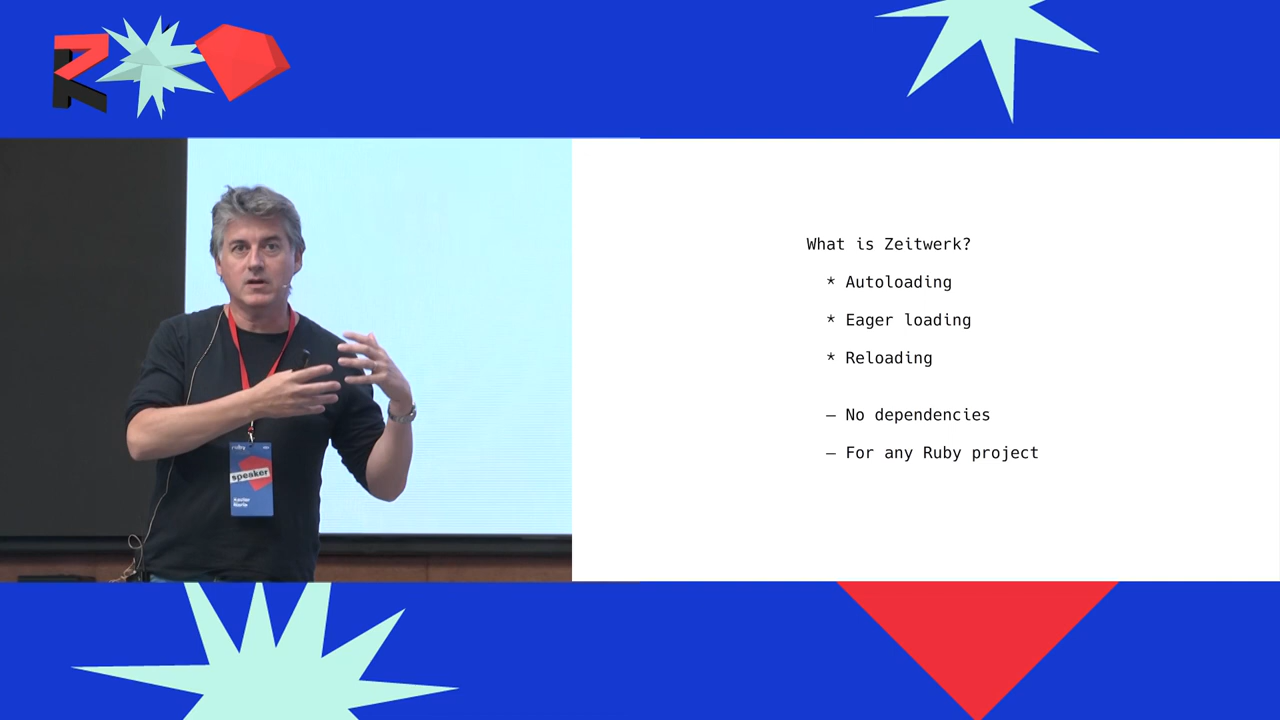 What is Zeitwerk?
* Autoloading
* Eager loading
* Reloading
– No dependencies
– For any Ruby project
speaker